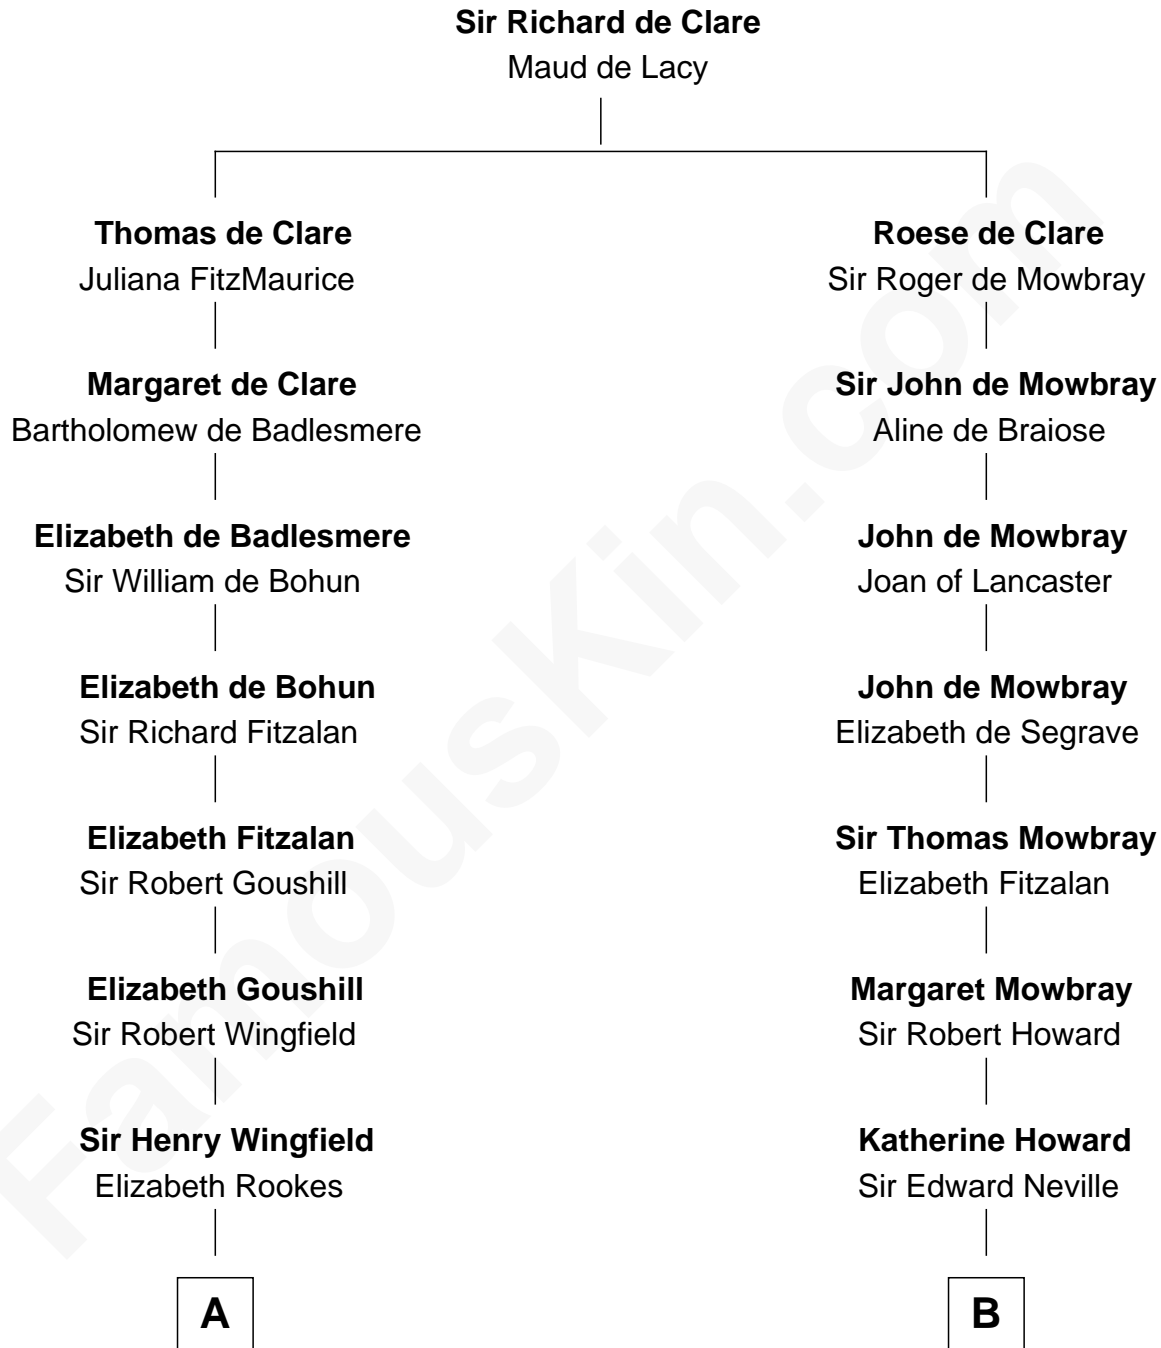 Sir Richard de Clare
Maud de Lacy
Thomas de Clare
Juliana FitzMaurice
Margaret de Clare
Bartholomew de Badlesmere
Elizabeth de Badlesmere
Sir William de Bohun
Elizabeth de Bohun
Sir Richard Fitzalan
Elizabeth Fitzalan
Sir Robert Goushill
Elizabeth Goushill
Sir Robert Wingfield
Sir Henry Wingfield
Elizabeth Rookes
A
Roese de Clare
Sir Roger de Mowbray
Sir John de Mowbray
Aline de Braiose
John de Mowbray
Joan of Lancaster
John de Mowbray
Elizabeth de Segrave
Sir Thomas Mowbray
Elizabeth Fitzalan
Margaret Mowbray
Sir Robert Howard
Katherine Howard
Sir Edward Neville
B
FamousKin.com